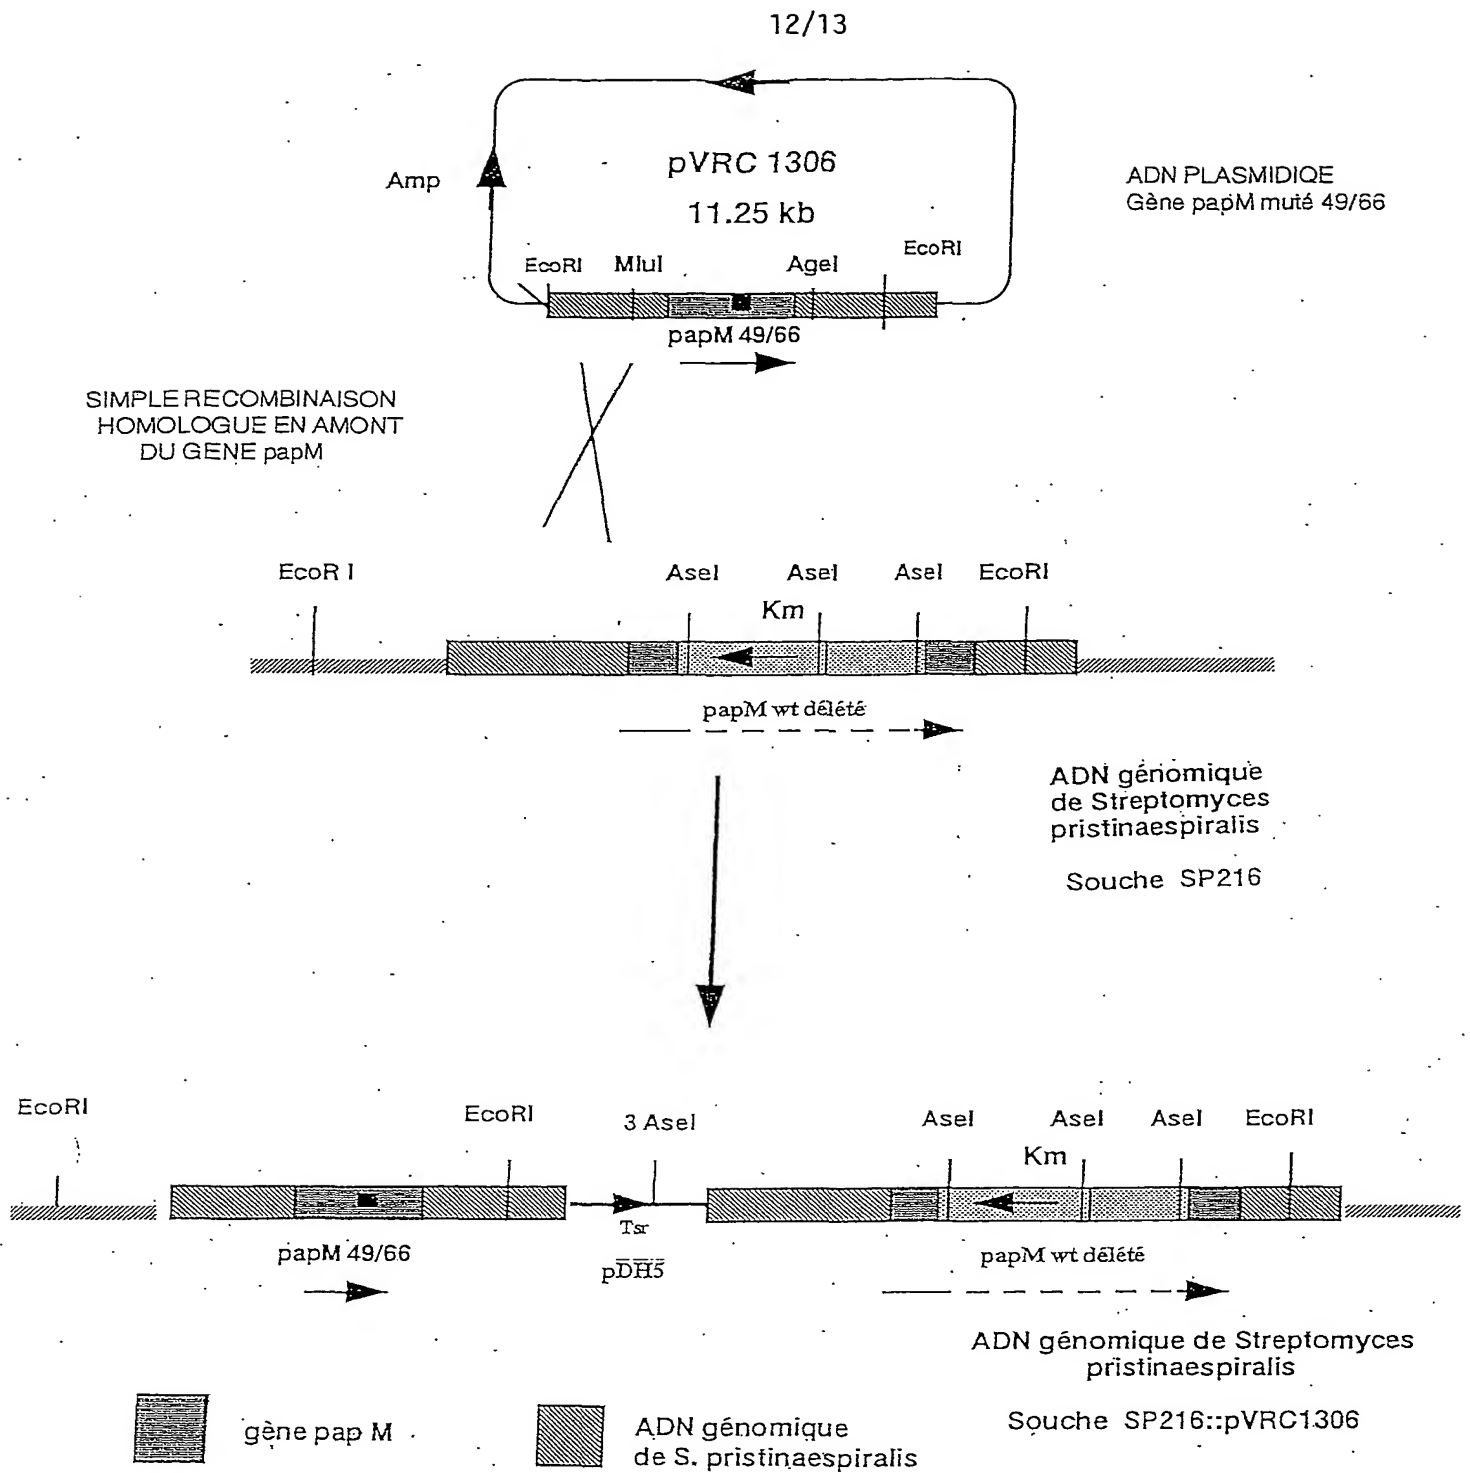 12/13
pVRC 1306
11.25 kb
Amp
ADN PLASMIDIQE
Gène papM muté 49/66
EcoRI
MluI
AgeI
EcoRI
papM 49/66
SIMPLE RECOMBINAISON
HOMOLOGUE EN AMONT
DU GENE papM
EcoR I
AseI
AseI
AseI
EcoRI
Km
papM wt délété
ADN génomique
de Streptomyces
pristinaespiralis
Souche SP216
EcoRI
EcoRI
3 AseI
AseI
AseI
AseI
EcoRI
Km
Tsr
pDH5
papM 49/66
papM wt délété
ADN génomique de Streptomyces
pristinaespiralis
Souche SP216::pVRC1306
gène pap M
ADN génomique
de S. pristinaespiralis